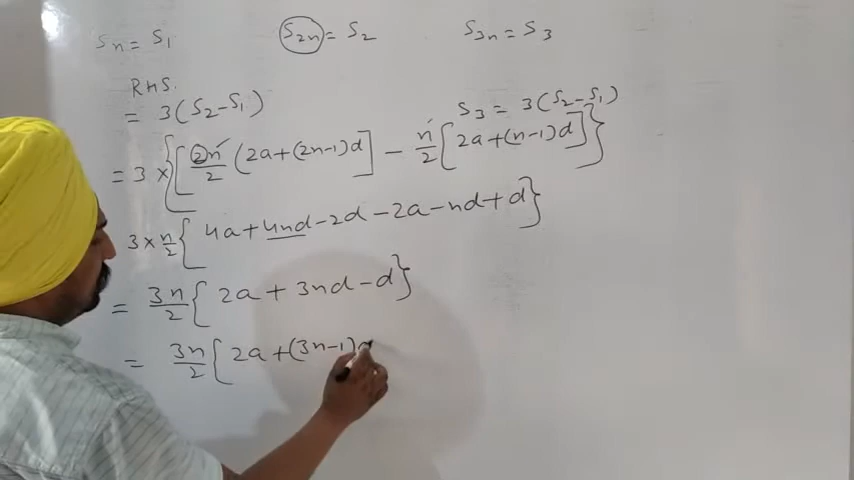 Sₙ = S₁   S₂ₙ = S₂   S₃ₙ = S₃
RHS.
= 3(S₂-S₁)   S₃ = 3(S₂-S₁)
= 3 × {[2n/2 (2a+(2n-1)d] - n/2 [2a+(n-1)d]}
3 × n/2 { 4a+4nd-2d-2a-nd+d}
= 3n/2 { 2a + 3nd - d}
= 3n/2 [ 2a +(3n-1)